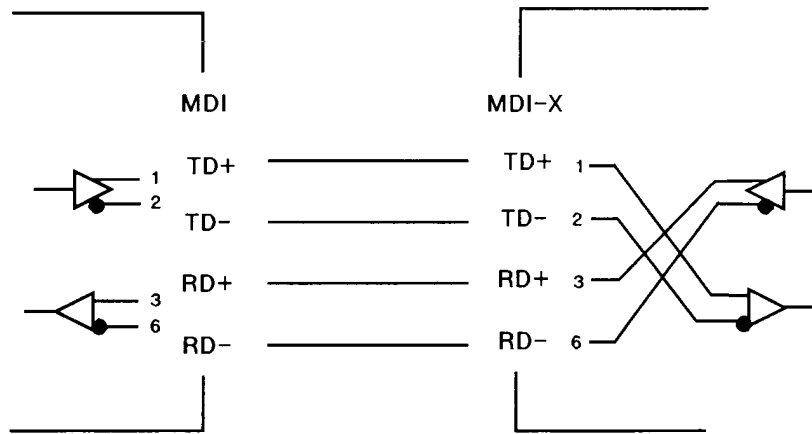 MDI MDI-X
1 TD+ TD+ 1
2 TD- TD- 2
3 RD+ RD+ 3
6 RD- RD- 6